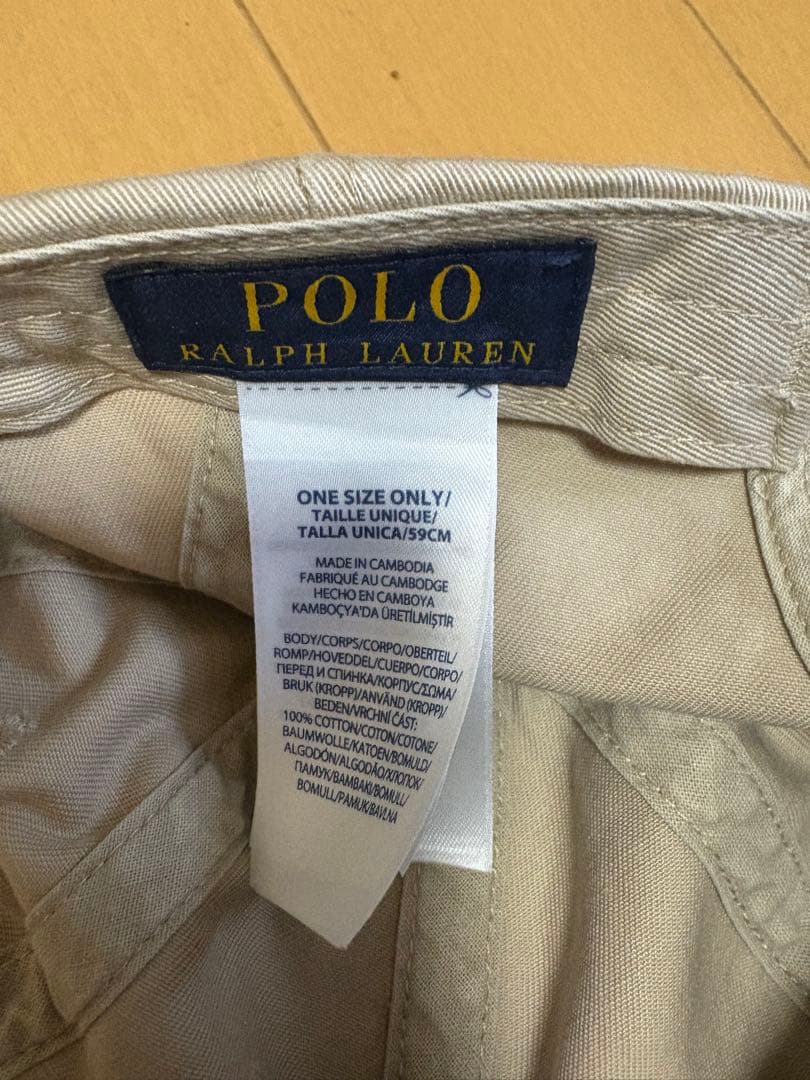 POLO
RALPH LAUREN
ONE SIZE ONLY/
TAILLE UNIQUE/
TALLA UNICA/59CM
MADE IN CAMBODIA
FABRIQUÉ AU CAMBODGE
HECHO EN CAMBOYA
KAMBOÇYA'DA ÜRETİLMİŞTİR
BODY/CORPS/CORPO/OBERTEIL/
ROMP/HOVEDDEL/CUERPO/CORPO/
ПЕРЕД И СПИНКА/КОРПУС/ΣΩΜΑ/
BRUK (KROPP)/ANVÄND (KROPP)/
BEDEN/VRCHNÍ ČÁST:
100% COTTON/COTON/COTONE/
BAUMWOLLE/KATOEN/BOMULD/
ALGODÓN/ALGODÃO/ХЛОПОК/
ПАМУК/ΒΑΜΒΑΚΙ/BOMULL/
BOMULL/PAMUK/BAVLNA